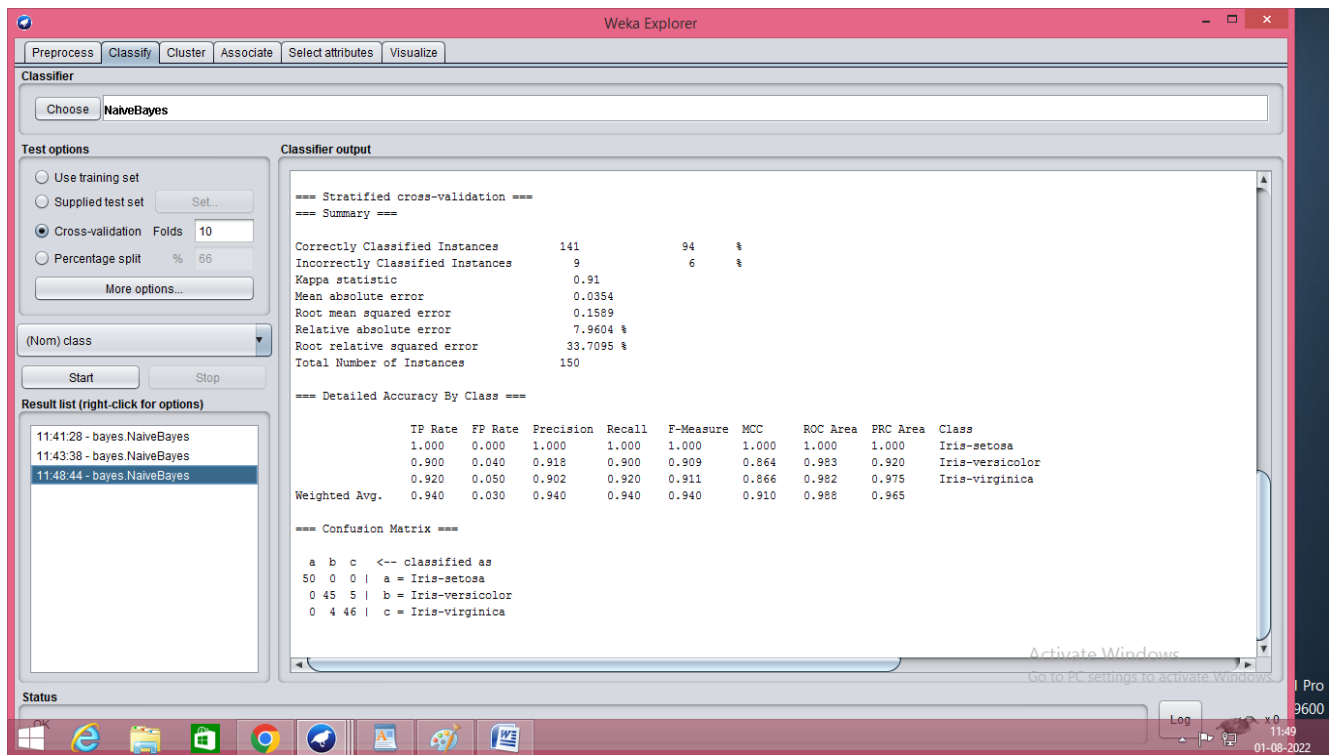 Weka Explorer
Preprocess Classify Cluster Associate Select attributes Visualize
Classifier
Choose NaiveBayes
Test options
Use training set
Supplied test set Set...
Cross-validation Folds 10
Percentage split % 66
More options...
(Nom) class
Start Stop
Result list (right-click for options)
11:41:28 - bayes.NaiveBayes
11:43:38 - bayes.NaiveBayes
11:48:44 - bayes.NaiveBayes
Classifier output
=== Stratified cross-validation ===
=== Summary ===
Correctly Classified Instances 141 94 %
Incorrectly Classified Instances 9 6 %
Kappa statistic 0.91
Mean absolute error 0.0354
Root mean squared error 0.1589
Relative absolute error 7.9604 %
Root relative squared error 33.7095 %
Total Number of Instances 150
=== Detailed Accuracy By Class ===
TP Rate FP Rate Precision Recall F-Measure MCC ROC Area PRC Area Class
1.000 0.000 1.000 1.000 1.000 1.000 1.000 1.000 Iris-setosa
0.900 0.040 0.918 0.900 0.909 0.864 0.983 0.920 Iris-versicolor
0.920 0.050 0.902 0.920 0.911 0.866 0.982 0.975 Iris-virginica
Weighted Avg. 0.940 0.030 0.940 0.940 0.940 0.910 0.988 0.965
=== Confusion Matrix ===
a b c <-- classified as
50 0 0 | a = Iris-setosa
0 45 5 | b = Iris-versicolor
0 4 46 | c = Iris-virginica
Activate Windows
Go to PC settings to activate Windows.
Status
OK
Log x 0
Pro
9600
11:49
01-08-2022